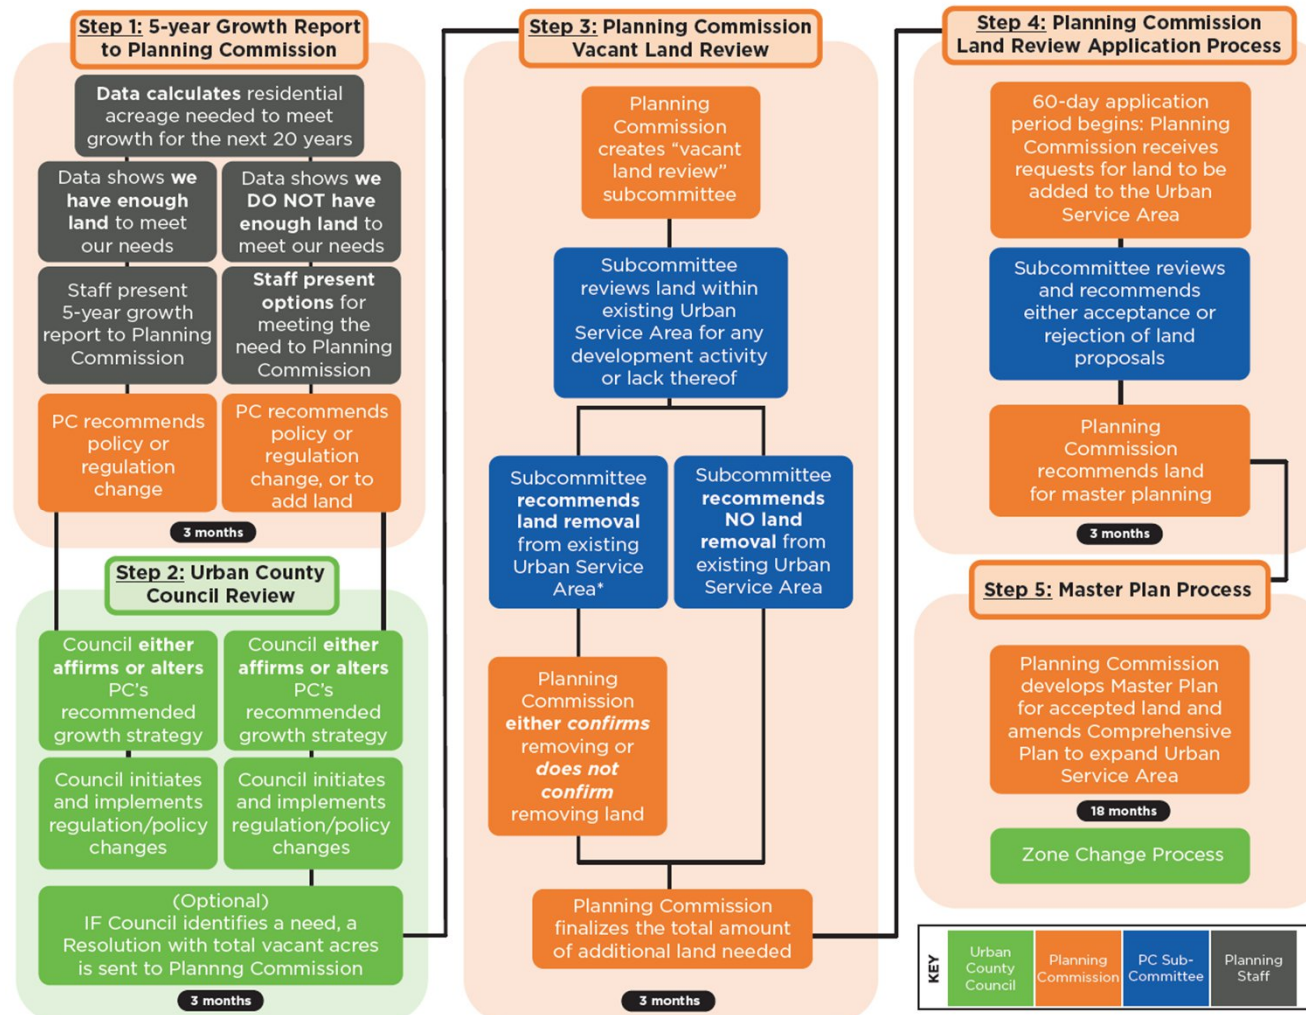 Step 1: 5-year Growth Report
to Planning Commission
Data calculates residential
acreage needed to meet
growth for the next 20 years
Data shows we
have enough
land to meet
our needs
Data shows we
DO NOT have
enough land to
meet our needs
Staff present
5-year growth
report to Planning
Commission
Staff present
options for
meeting the
need to Planning
Commission
PC recommends
policy or
regulation
change
PC recommends
policy or
regulation
change, or to
add land
3 months
Step 2: Urban County
Council Review
Council either
affirms or alters
PC's
recommended
growth strategy
Council either
affirms or alters
PC's
recommended
growth strategy
Council initiates
and implements
regulation/policy
changes
Council initiates
and implements
regulation/policy
changes
(Optional)
IF Council identifies a need, a
Resolution with total vacant acres
is sent to Plannng Commission
3 months
Step 3: Planning Commission
Vacant Land Review
Planning
Commission
creates “vacant
land review”
subcommittee
Subcommittee
reviews land within
existing Urban
Service Area for any
development activity
or lack thereof
Subcommittee
recommends
land removal
from existing
Urban Service
Area*
Subcommittee
recommends
NO land
removal from
existing Urban
Service Area
Planning
Commission
either confirms
removing or
does not
confirm
removing land
Planning Commission
finalizes the total amount
of additional land needed
3 months
Step 4: Planning Commission
Land Review Application Process
60-day application
period begins: Planning
Commission receives
requests for land to be
added to the Urban
Service Area
Subcommittee reviews
and recommends
either acceptance or
rejection of land
proposals
Planning
Commission
recommends land
for master planning
3 months
Step 5: Master Plan Process
Planning Commission
develops Master Plan
for accepted land and
amends Comprehensive
Plan to expand Urban
Service Area
18 months
Zone Change Process
KEY
Urban
County
Council
Planning
Commission
PC Sub-
Committee
Planning
Staff